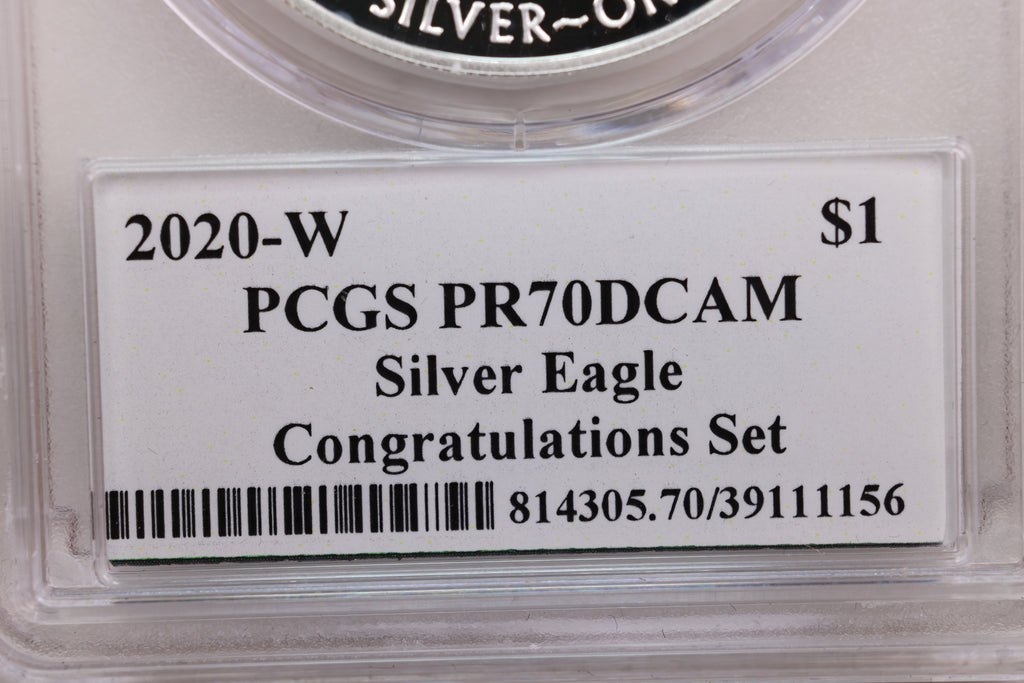 SILVER~ON
2020-W $1
PCGS PR70DCAM
Silver Eagle
Congratulations Set
814305.70/39111156